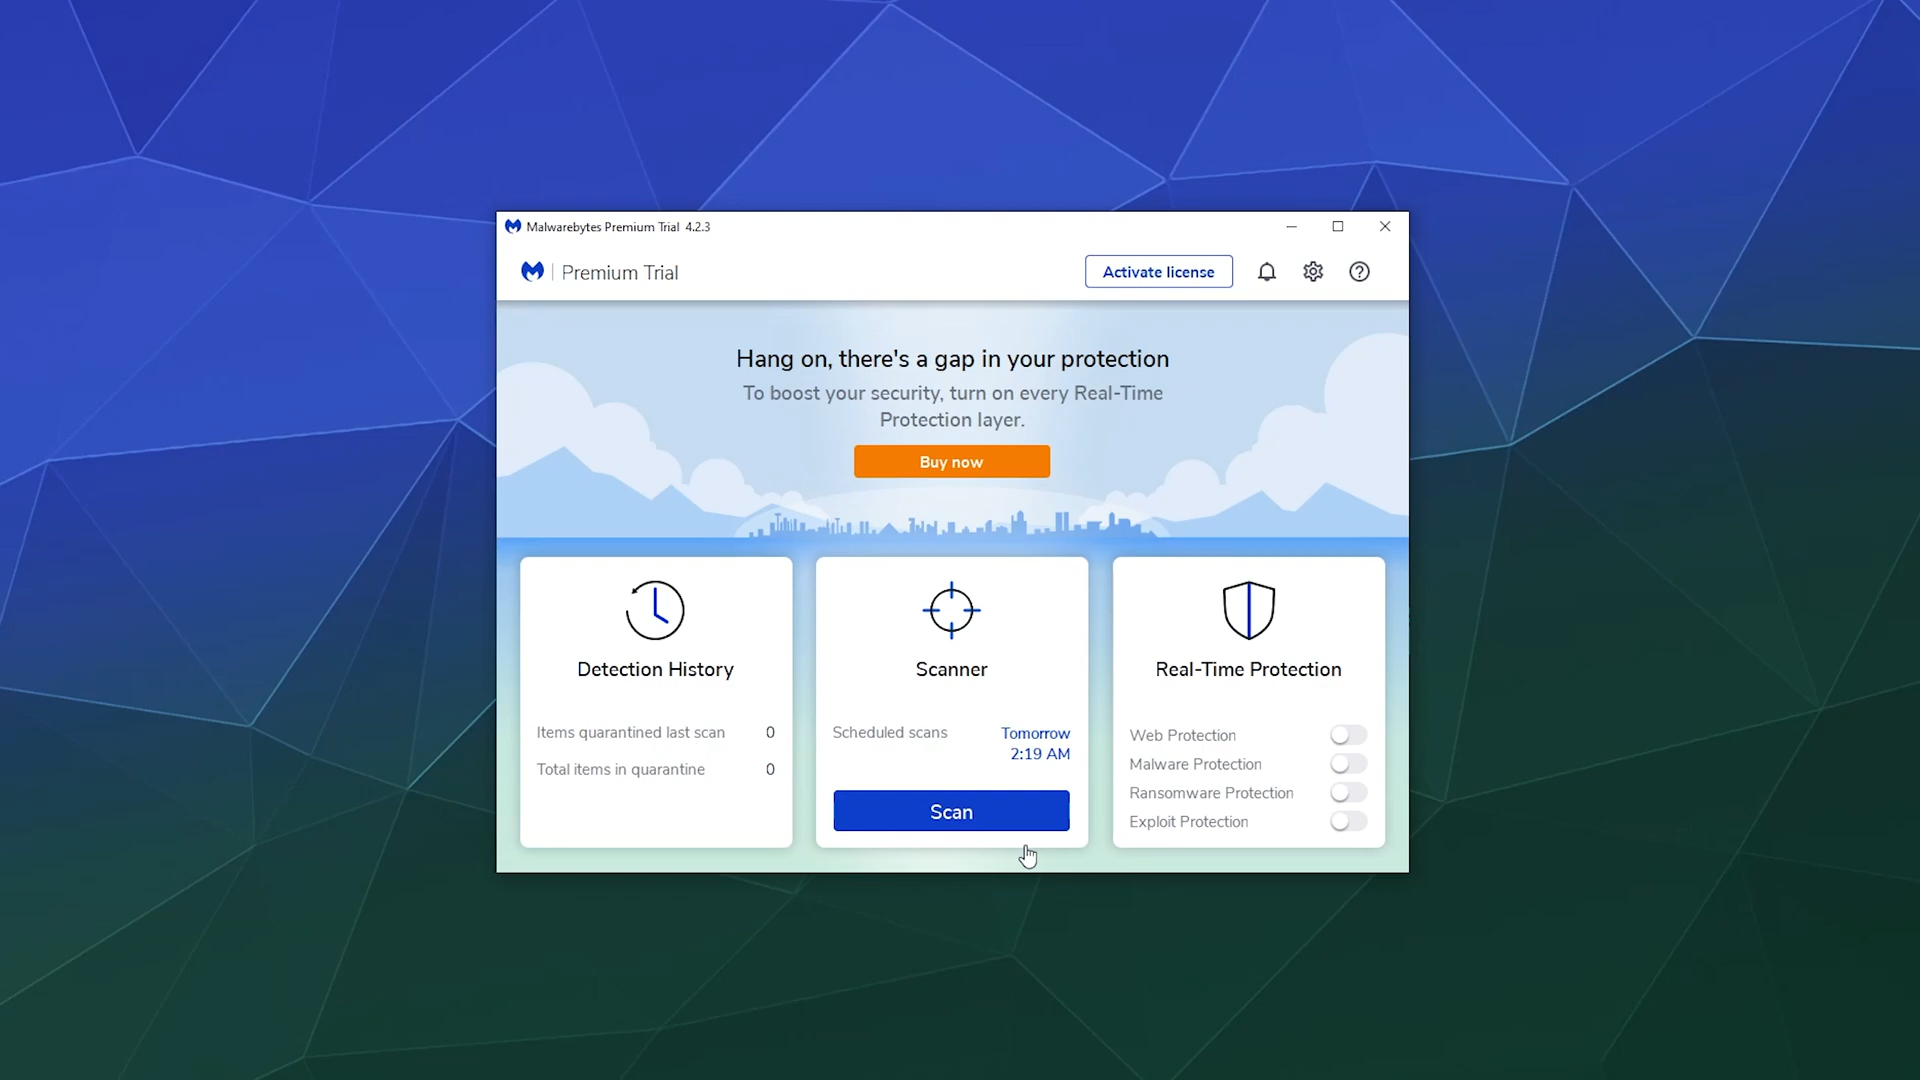 Malwarebytes Premium Trial 4.2.3
Premium Trial
Activate license
Hang on, there's a gap in your protection
To boost your security, turn on every Real-Time
Protection layer.
Buy now
Detection History
Items quarantined last scan 0
Total items in quarantine 0
Scanner
Scheduled scans Tomorrow
2:19 AM
Scan
Real-Time Protection
Web Protection
Malware Protection
Ransomware Protection
Exploit Protection